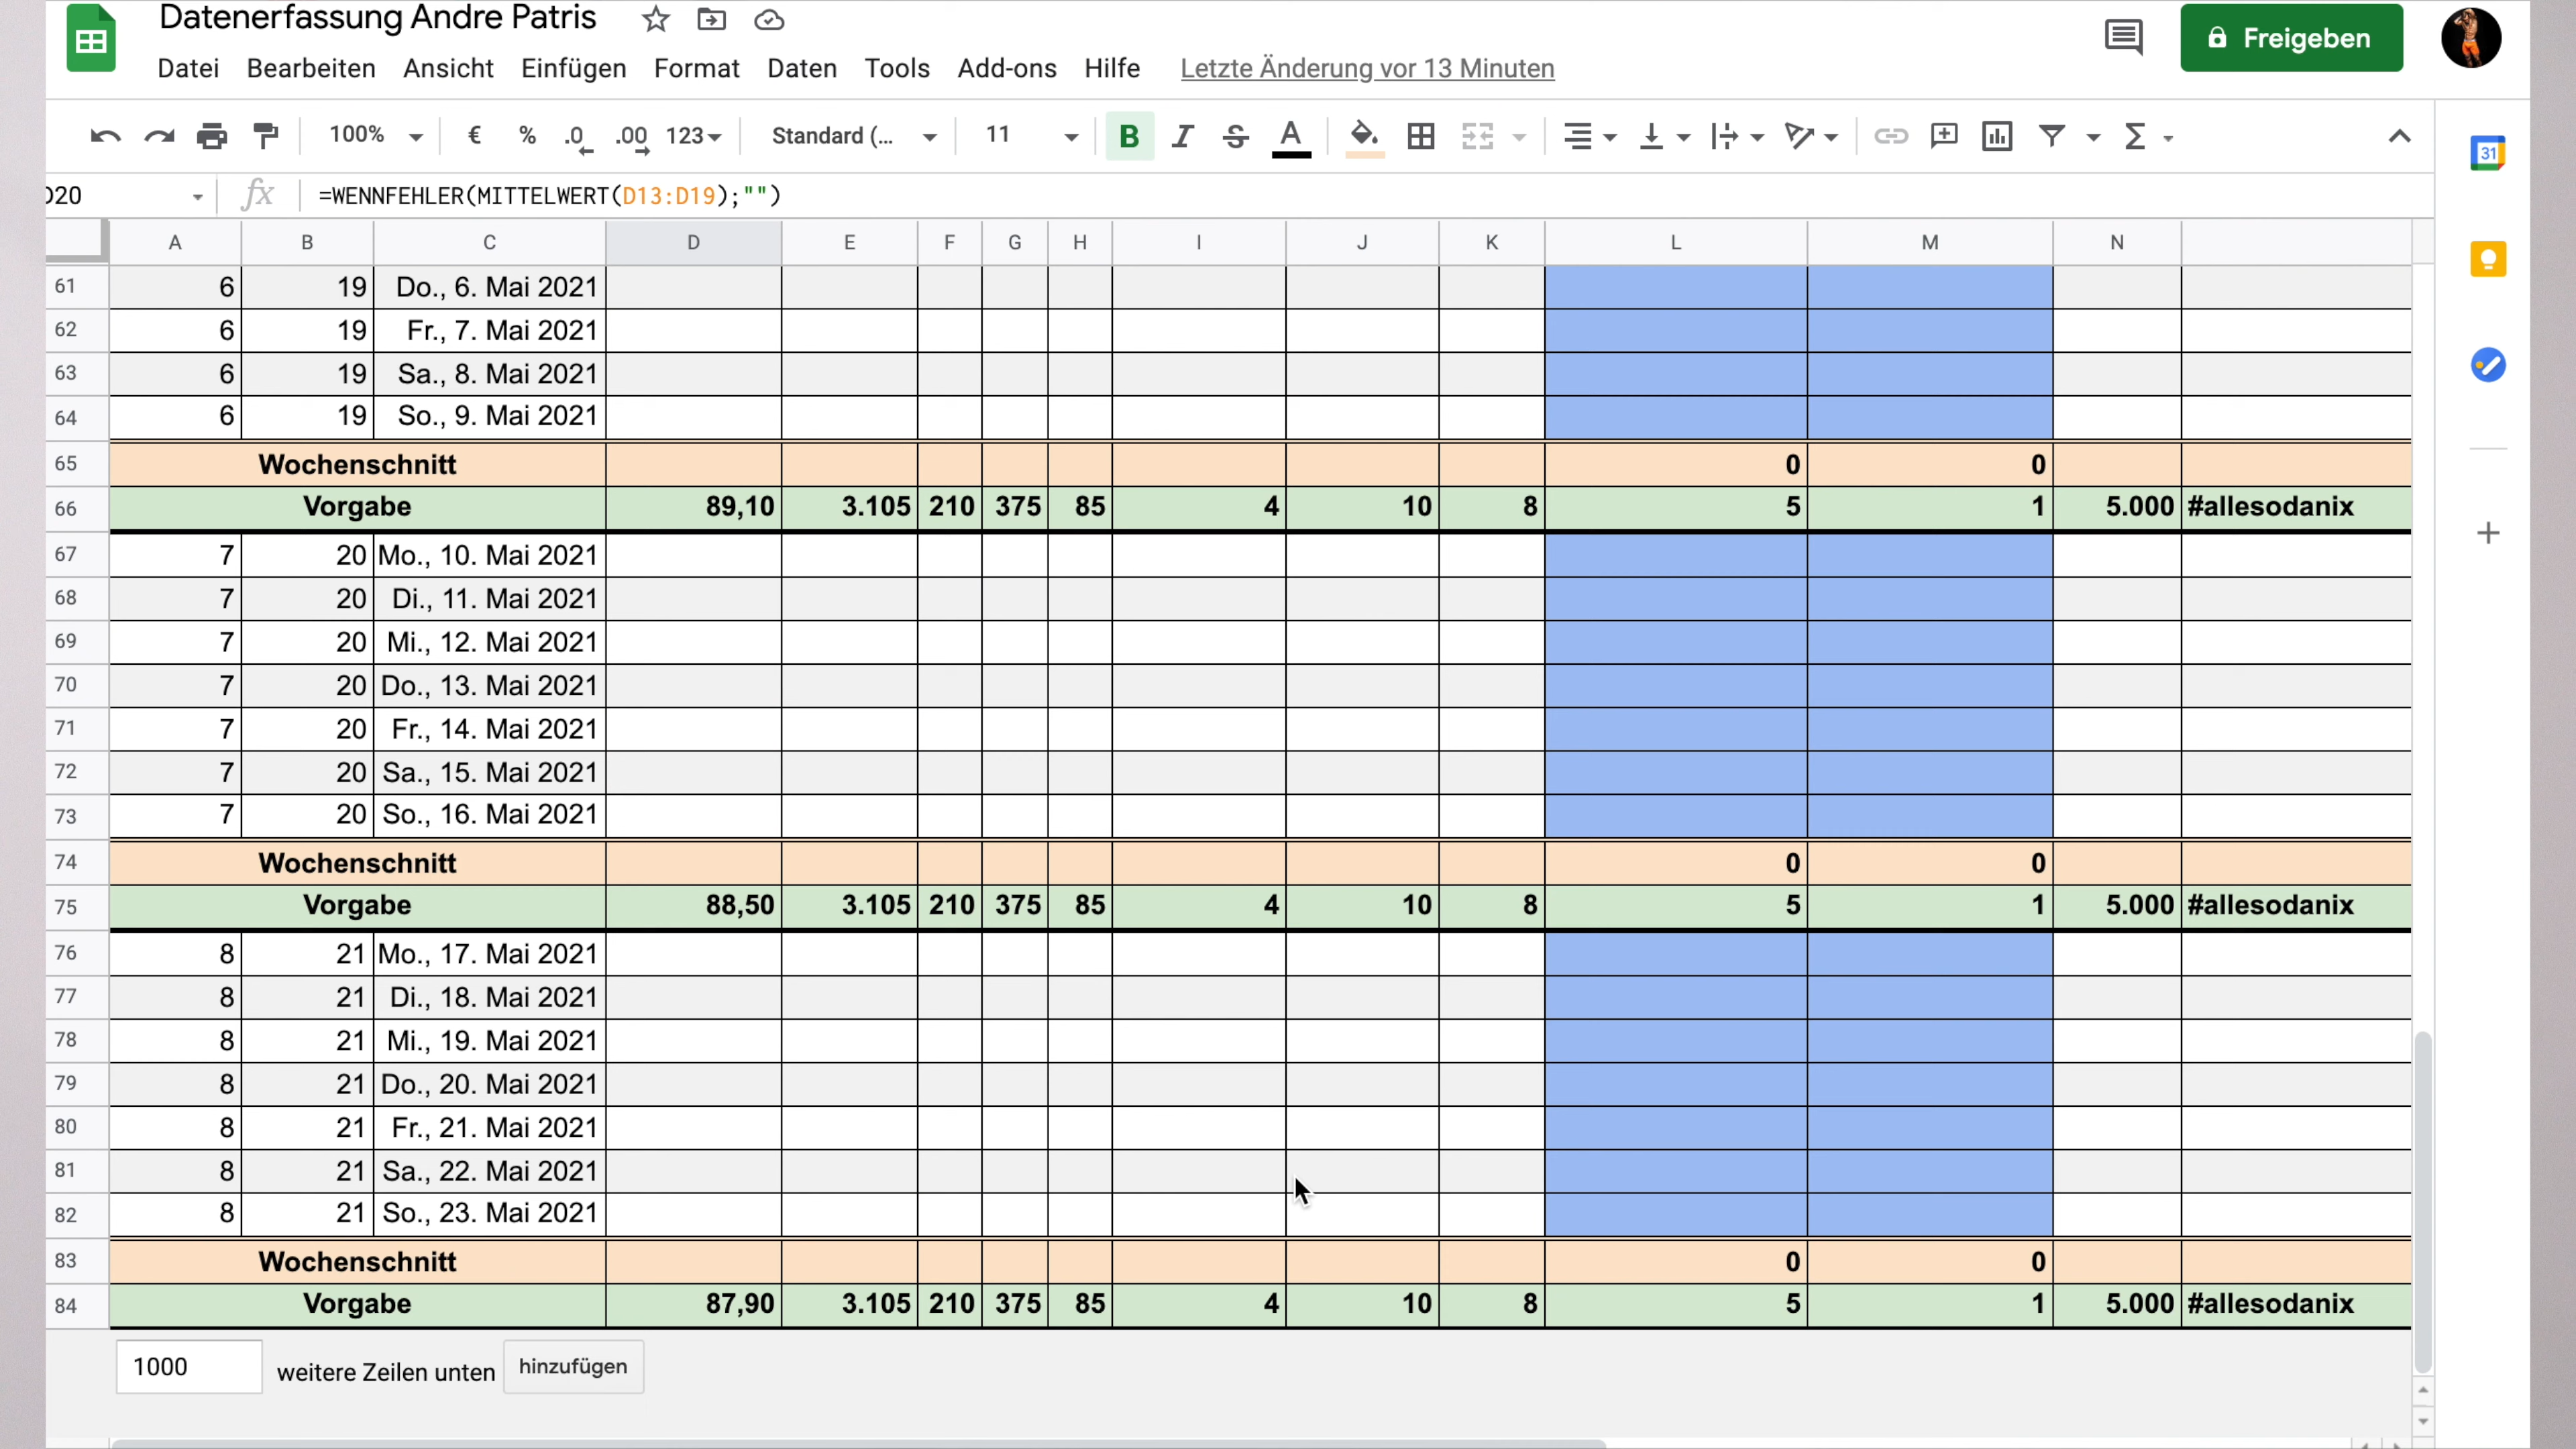 Datenerfassung Andre Patris
Datei Bearbeiten Ansicht Einfügen Format Daten Tools Add-ons Hilfe Letzte Änderung vor 13 Minuten
Freigeben
100% € % .0 .00 123 Standard (... 11 B I S A Σ
31
D20 fx =WENNFEHLER(MITTELWERT(D13:D19);"")
A B C D E F G H I J K L M N
61 6 19 Do., 6. Mai 2021
62 6 19 Fr., 7. Mai 2021
63 6 19 Sa., 8. Mai 2021
64 6 19 So., 9. Mai 2021
65 Wochenschnitt 0 0
66 Vorgabe 89,10 3.105 210 375 85 4 10 8 5 1 5.000 #allesodanix
67 7 20 Mo., 10. Mai 2021
68 7 20 Di., 11. Mai 2021
69 7 20 Mi., 12. Mai 2021
70 7 20 Do., 13. Mai 2021
71 7 20 Fr., 14. Mai 2021
72 7 20 Sa., 15. Mai 2021
73 7 20 So., 16. Mai 2021
74 Wochenschnitt 0 0
75 Vorgabe 88,50 3.105 210 375 85 4 10 8 5 1 5.000 #allesodanix
76 8 21 Mo., 17. Mai 2021
77 8 21 Di., 18. Mai 2021
78 8 21 Mi., 19. Mai 2021
79 8 21 Do., 20. Mai 2021
80 8 21 Fr., 21. Mai 2021
81 8 21 Sa., 22. Mai 2021
82 8 21 So., 23. Mai 2021
83 Wochenschnitt 0 0
84 Vorgabe 87,90 3.105 210 375 85 4 10 8 5 1 5.000 #allesodanix
1000 weitere Zeilen unten hinzufügen